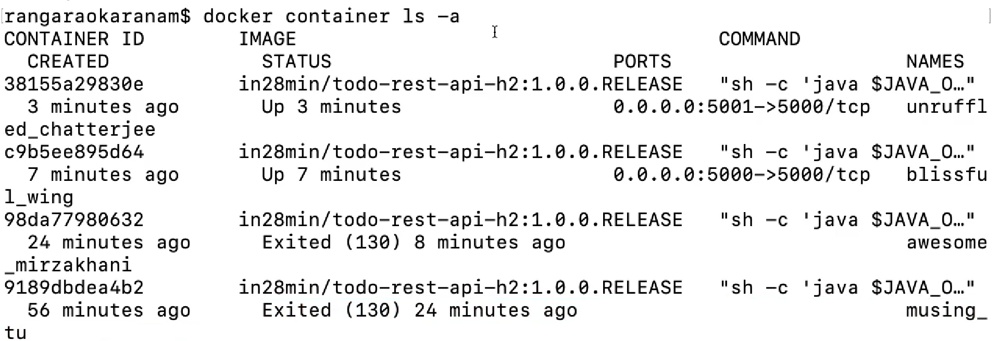 rangaraokaranam$ docker container ls -a
CONTAINER ID        IMAGE                                    COMMAND
  CREATED             STATUS                        PORTS                    NAMES
38155a29830e        in28min/todo-rest-api-h2:1.0.0.RELEASE   "sh -c 'java $JAVA_O…"
  3 minutes ago       Up 3 minutes                  0.0.0.0:5001->5000/tcp   unruffl
ed_chatterjee
c9b5ee895d64        in28min/todo-rest-api-h2:1.0.0.RELEASE   "sh -c 'java $JAVA_O…"
  7 minutes ago       Up 7 minutes                  0.0.0.0:5000->5000/tcp   blissfu
l_wing
98da77980632        in28min/todo-rest-api-h2:1.0.0.RELEASE   "sh -c 'java $JAVA_O…"
  24 minutes ago      Exited (130) 8 minutes ago                             awesome
_mirzakhani
9189dbdea4b2        in28min/todo-rest-api-h2:1.0.0.RELEASE   "sh -c 'java $JAVA_O…"
  56 minutes ago      Exited (130) 24 minutes ago                            musing_
tu